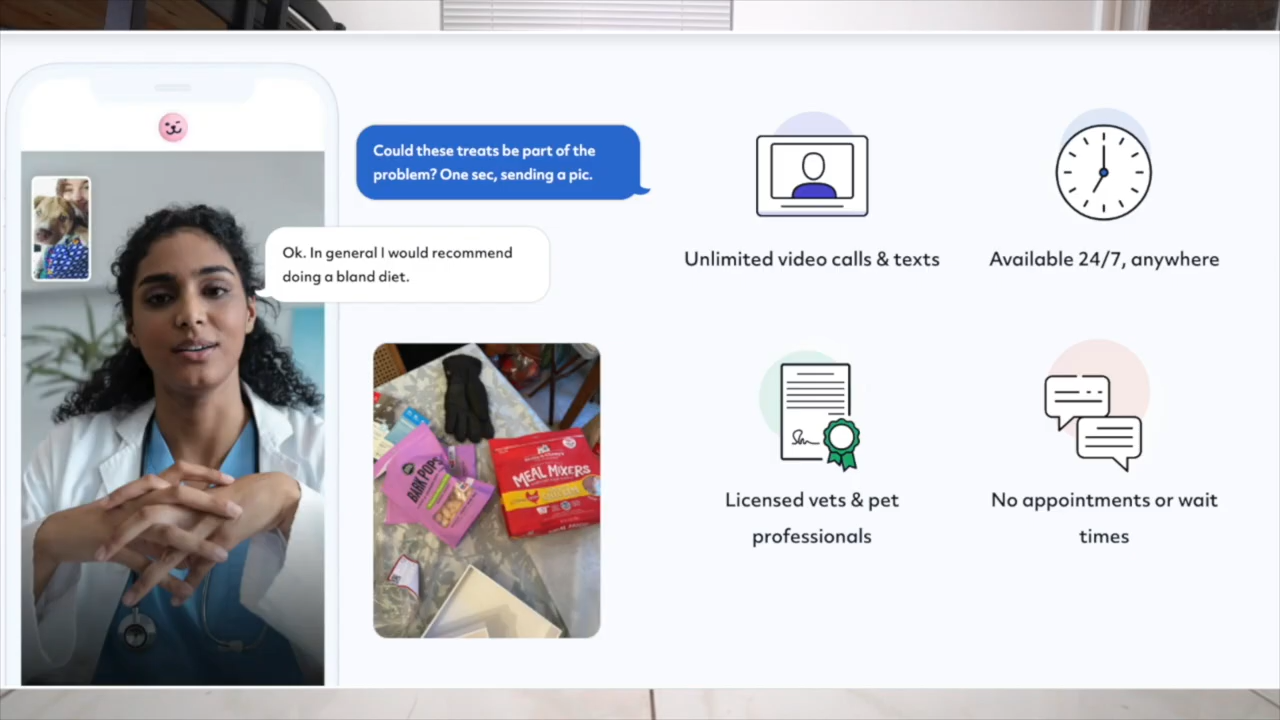 Could these treats be part of the
problem? One sec, sending a pic.
Ok. In general I would recommend
doing a bland diet.
BARK POPS
MEAL MIXERS
Unlimited video calls & texts
Available 24/7, anywhere
Licensed vets & pet
professionals
No appointments or wait
times